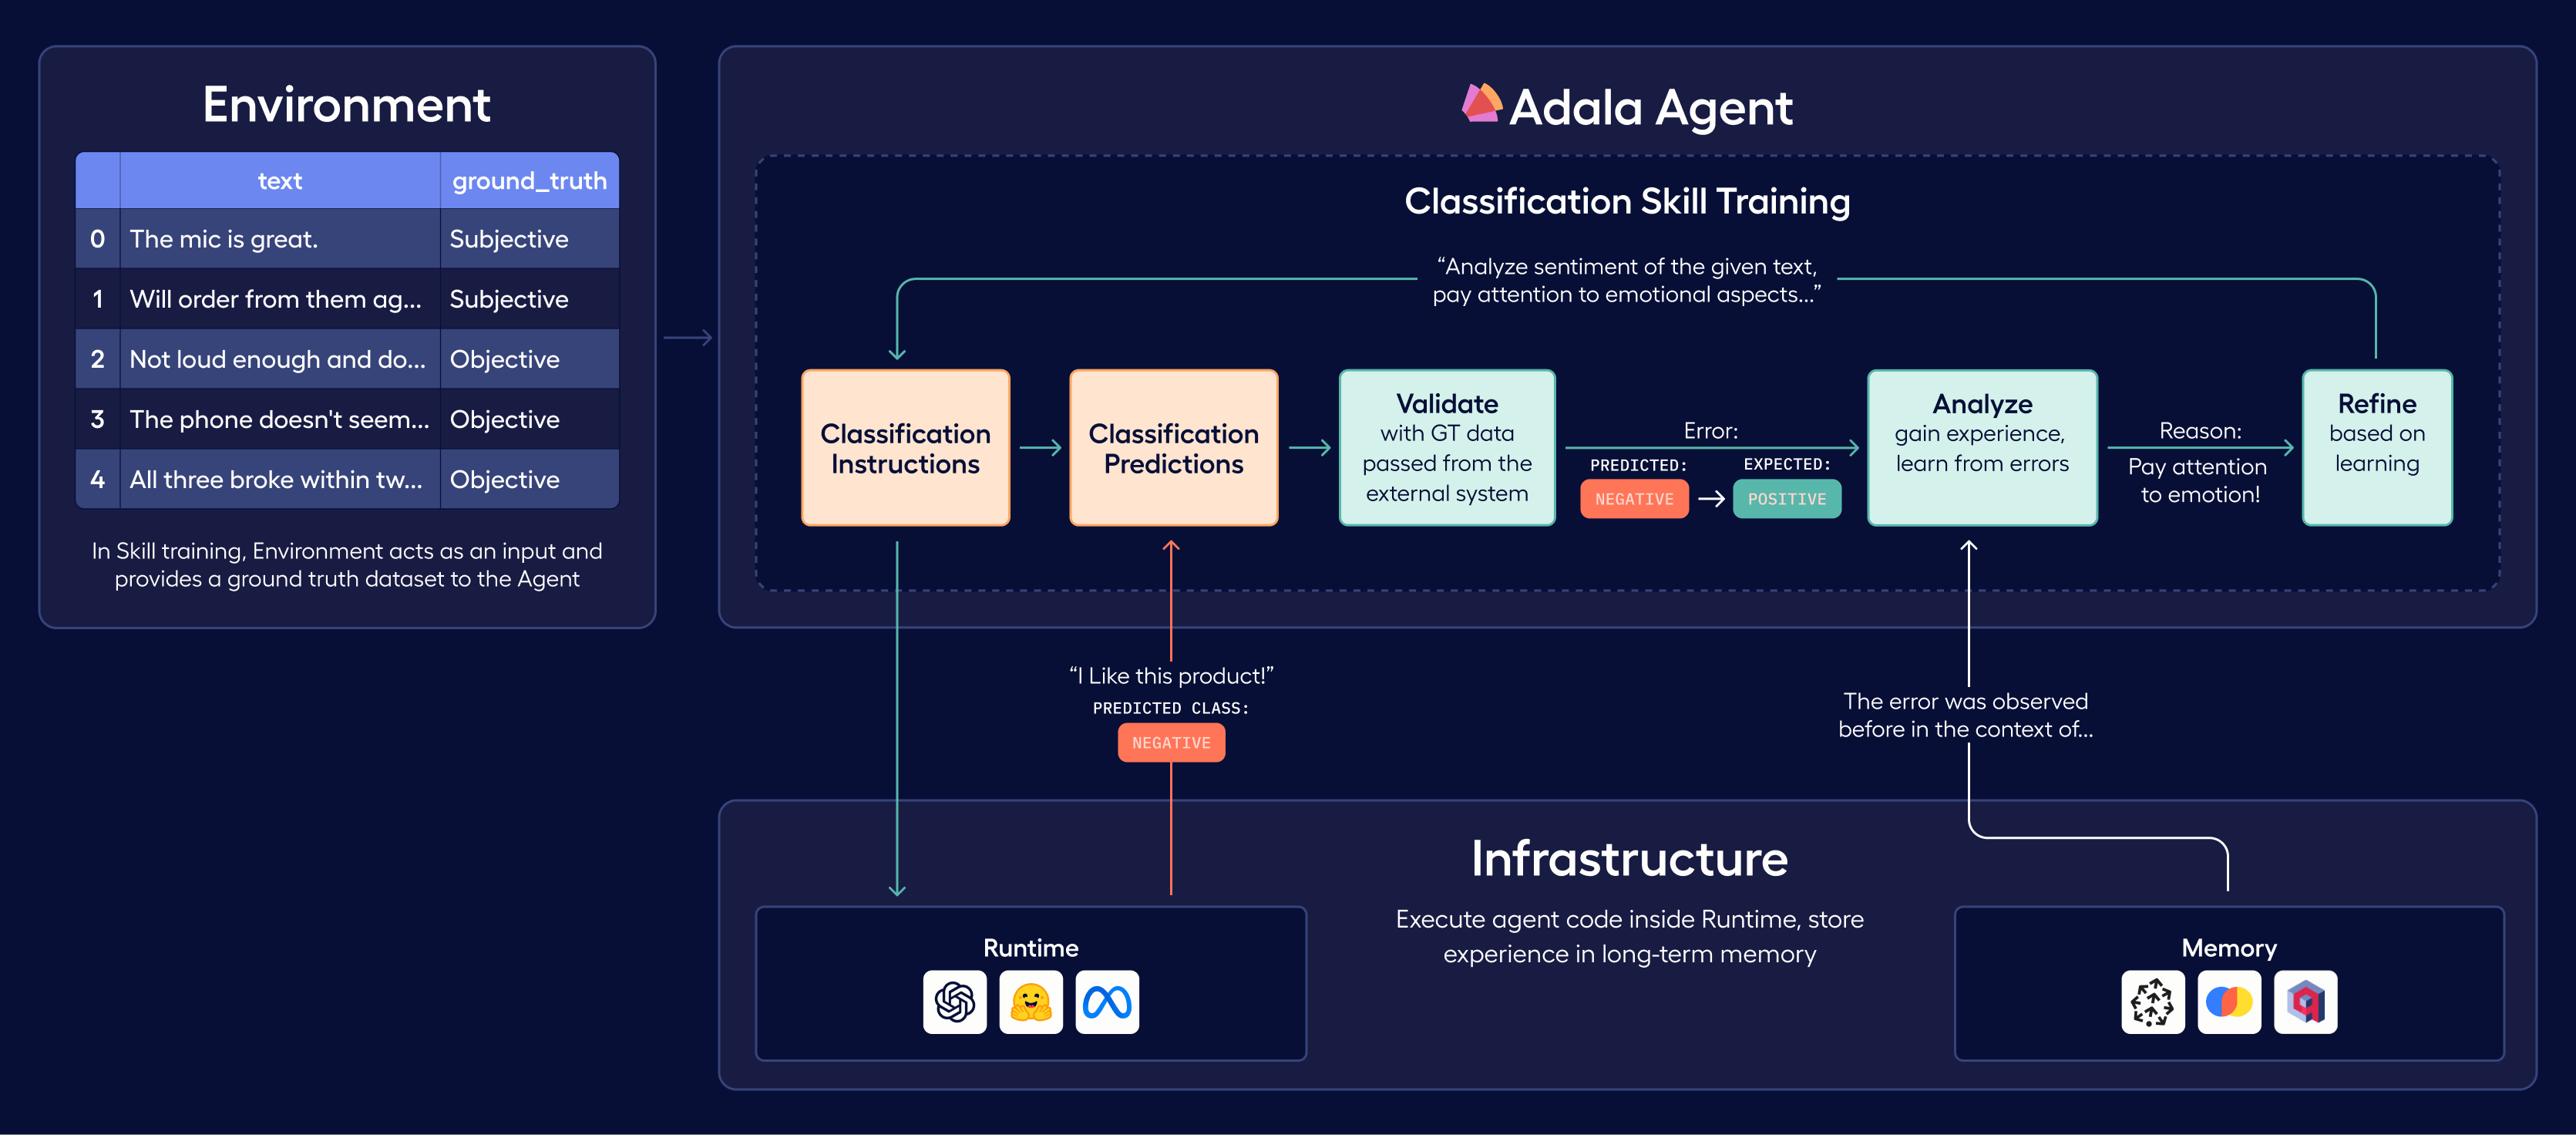 Environment
text ground_truth
0 The mic is great. Subjective
1 Will order from them ag... Subjective
2 Not loud enough and do... Objective
3 The phone doesn't seem... Objective
4 All three broke within tw... Objective
In Skill training, Environment acts as an input and
provides a ground truth dataset to the Agent
Adala Agent
Classification Skill Training
“Analyze sentiment of the given text,
pay attention to emotional aspects...”
Classification
Instructions
Classification
Predictions
Validate
with GT data
passed from the
external system
Error:
PREDICTED: EXPECTED:
NEGATIVE → POSITIVE
Analyze
gain experience,
learn from errors
Reason:
Pay attention
to emotion!
Refine
based on
learning
“I Like this product!”
PREDICTED CLASS:
NEGATIVE
The error was observed
before in the context of...
Infrastructure
Execute agent code inside Runtime, store
experience in long-term memory
Runtime
Memory